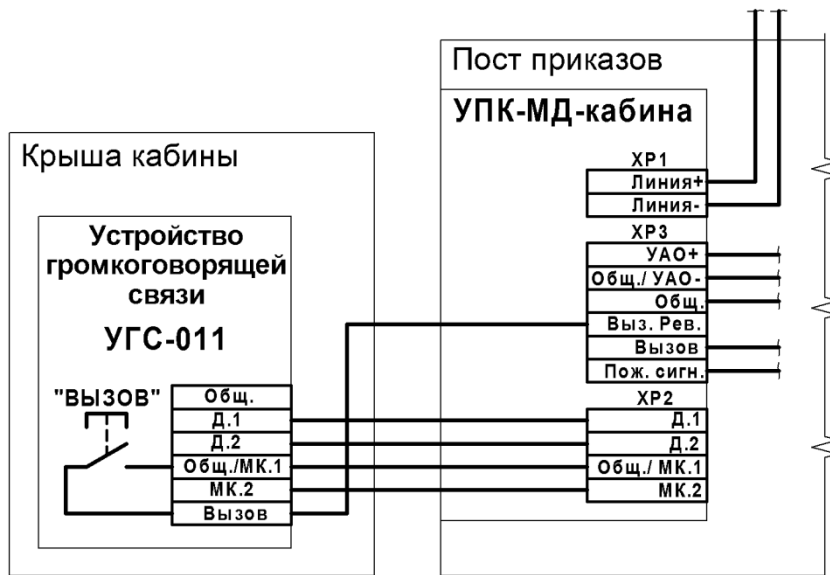 Крыша кабины
Устройство
громкоговорящей
связи
УГС-011
"ВЫЗОВ"
Общ.
Д.1
Д.2
Общ./МК.1
МК.2
Вызов
Пост приказов
УПК-МД-кабина
XP1
Линия+
Линия-
XP3
УАО+
Общ./ УАО-
Общ.
Выз. Рев.
Вызов
Пож. сигн.
XP2
Д.1
Д.2
Общ./ МК.1
МК.2